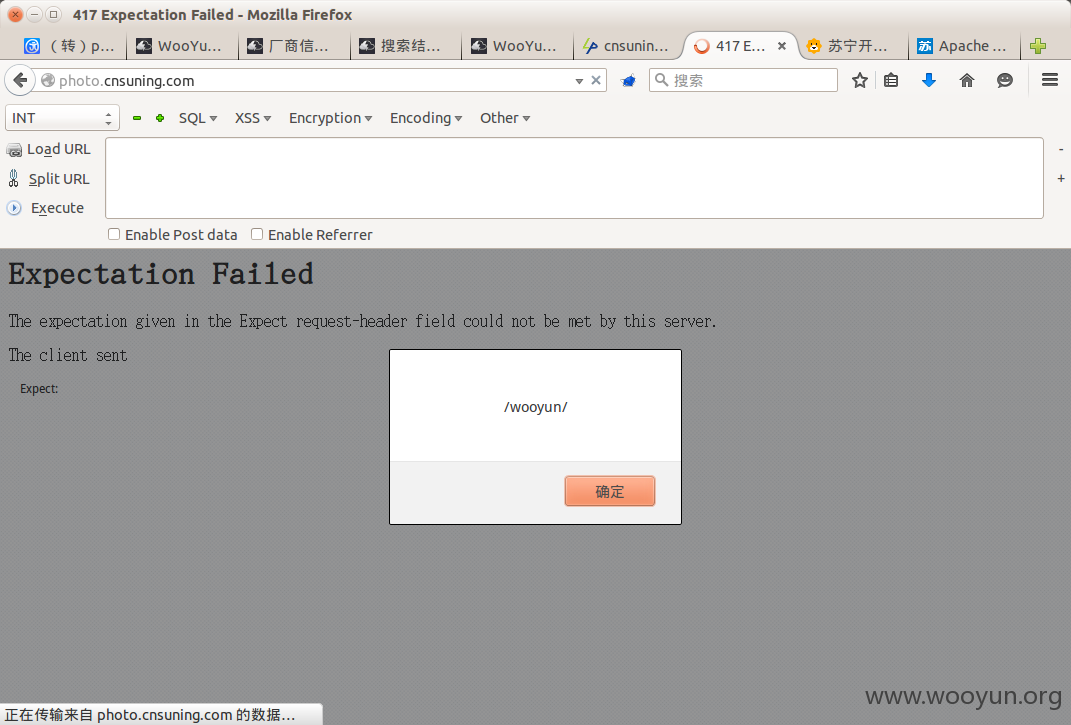 417 Expectation Failed - Mozilla Firefox
（转）p...
WooYu...
厂商信...
搜索结...
WooYu...
cnsunin...
417 E...
苏宁开...
Apache ...
photo.cnsuning.com
搜索
INT
SQL
XSS
Encryption
Encoding
Other
Load URL
Split URL
Execute
-
+
Enable Post data
Enable Referrer
Expectation Failed
The expectation given in the Expect request-header field could not be met by this server.
The client sent
Expect:
/wooyun/
确定
www.wooyun.org
正在传输来自 photo.cnsuning.com 的数据...